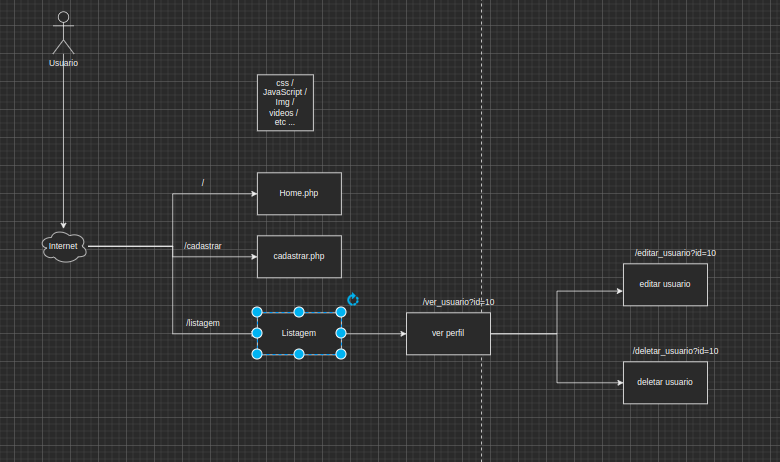 Usuario
css /
JavaScript /
Img /
videos /
etc ...
/
Home.php
Internet
/cadastrar
cadastrar.php
/listagem
Listagem
/ver_usuario?id=10
ver perfil
/editar_usuario?id=10
editar usuario
/deletar_usuario?id=10
deletar usuario